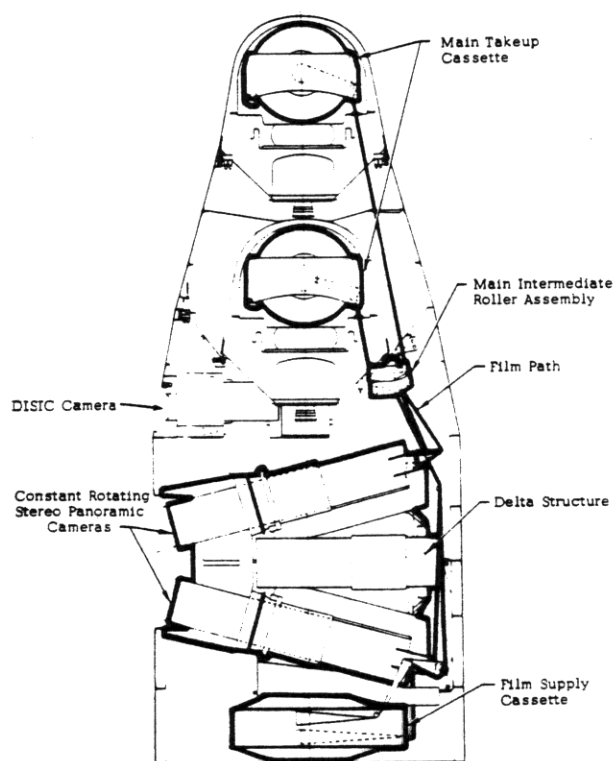 Main Takeup
Cassette
Main Intermediate
Roller Assembly
Film Path
DISIC Camera
Constant Rotating
Stereo Panoramic
Cameras
Delta Structure
Film Supply
Cassette